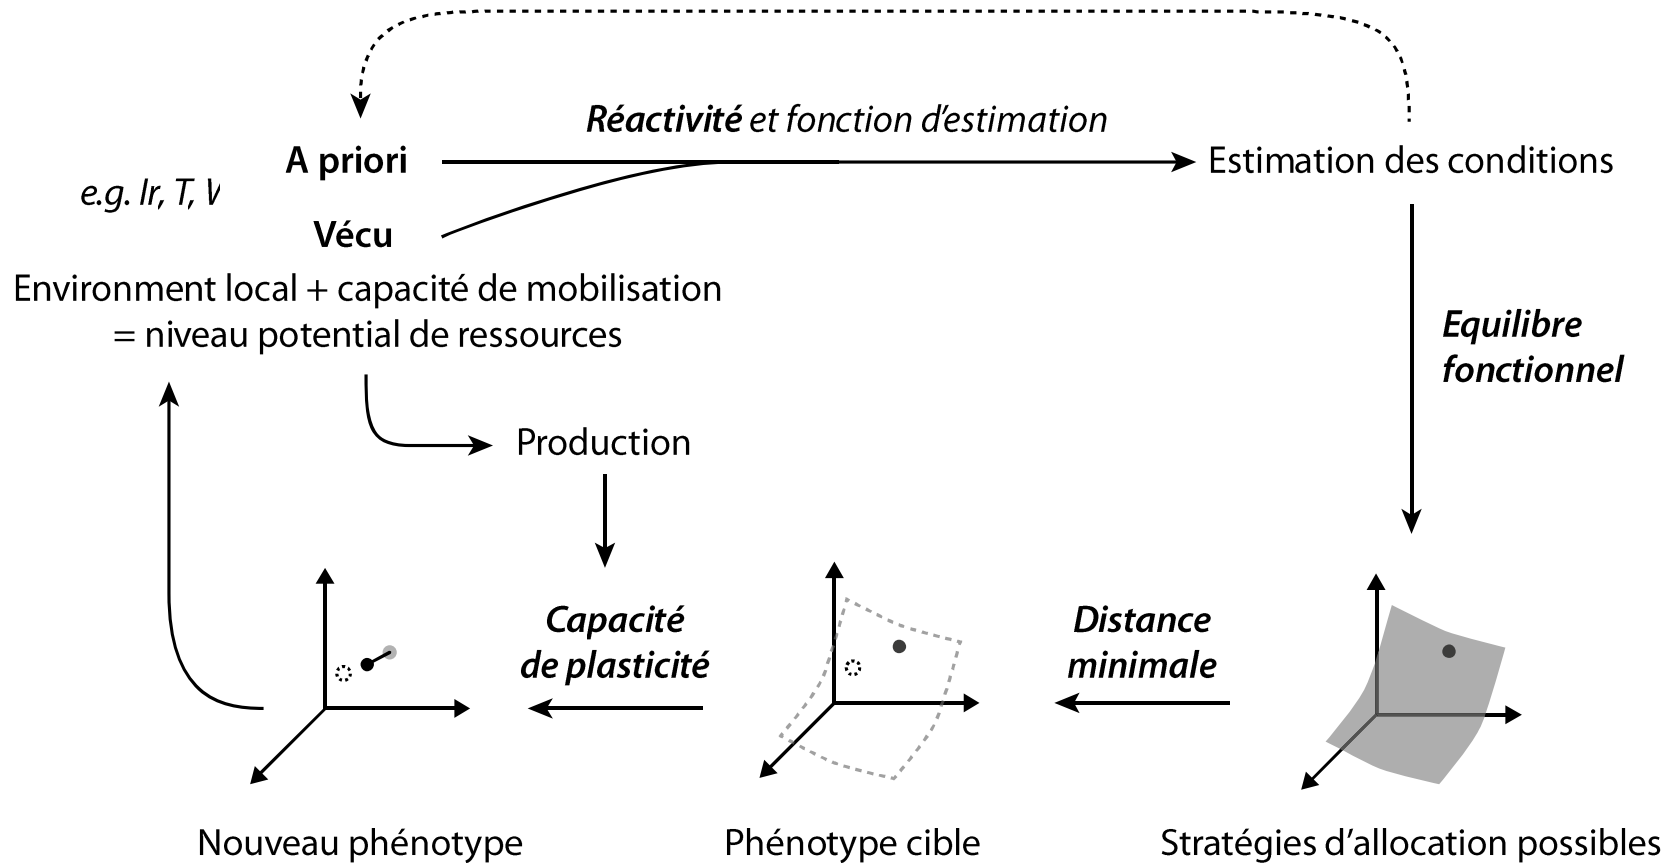 Réactivité et fonction d'estimation
A priori
Estimation des conditions
e.g. Ir, T, V
Vécu
Environment local + capacité de mobilisation
= niveau potential de ressources
Equilibre
fonctionnel
Production
Capacité
de plasticité
Distance
minimale
Nouveau phénotype
Phénotype cible
Stratégies d'allocation possibles